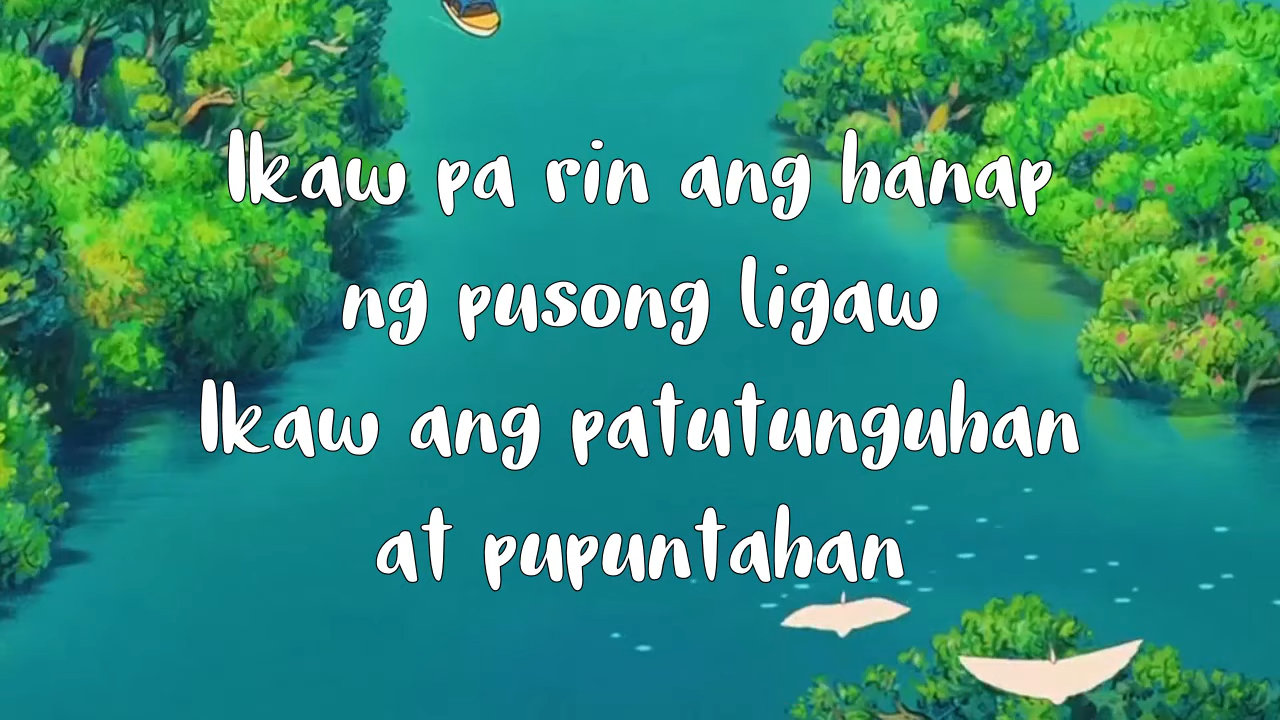 Ikaw pa rin ang hanap
ng pusong ligaw
Ikaw ang patutunguhan
at pupuntahan